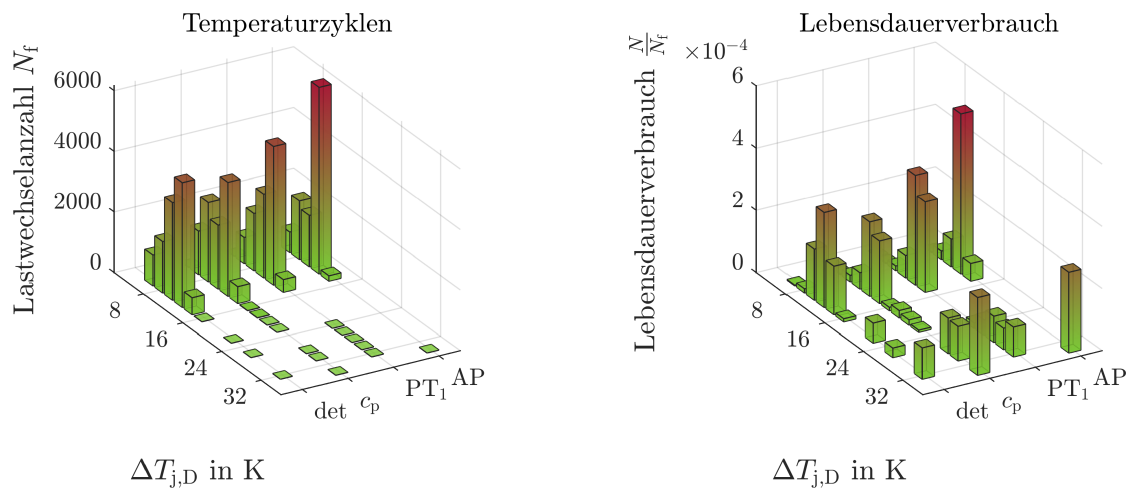 Temperaturzyklen
Lastwechselanzahl N_f
6000
4000
2000
0
8
16
24
32
det
c_p
PT_1
AP
ΔT_j,D in K
Lebensdauerverbrauch
Lebensdauerverbrauch N/N_f
×10^−4
6
4
2
0
8
16
24
32
det
c_p
PT_1
AP
ΔT_j,D in K